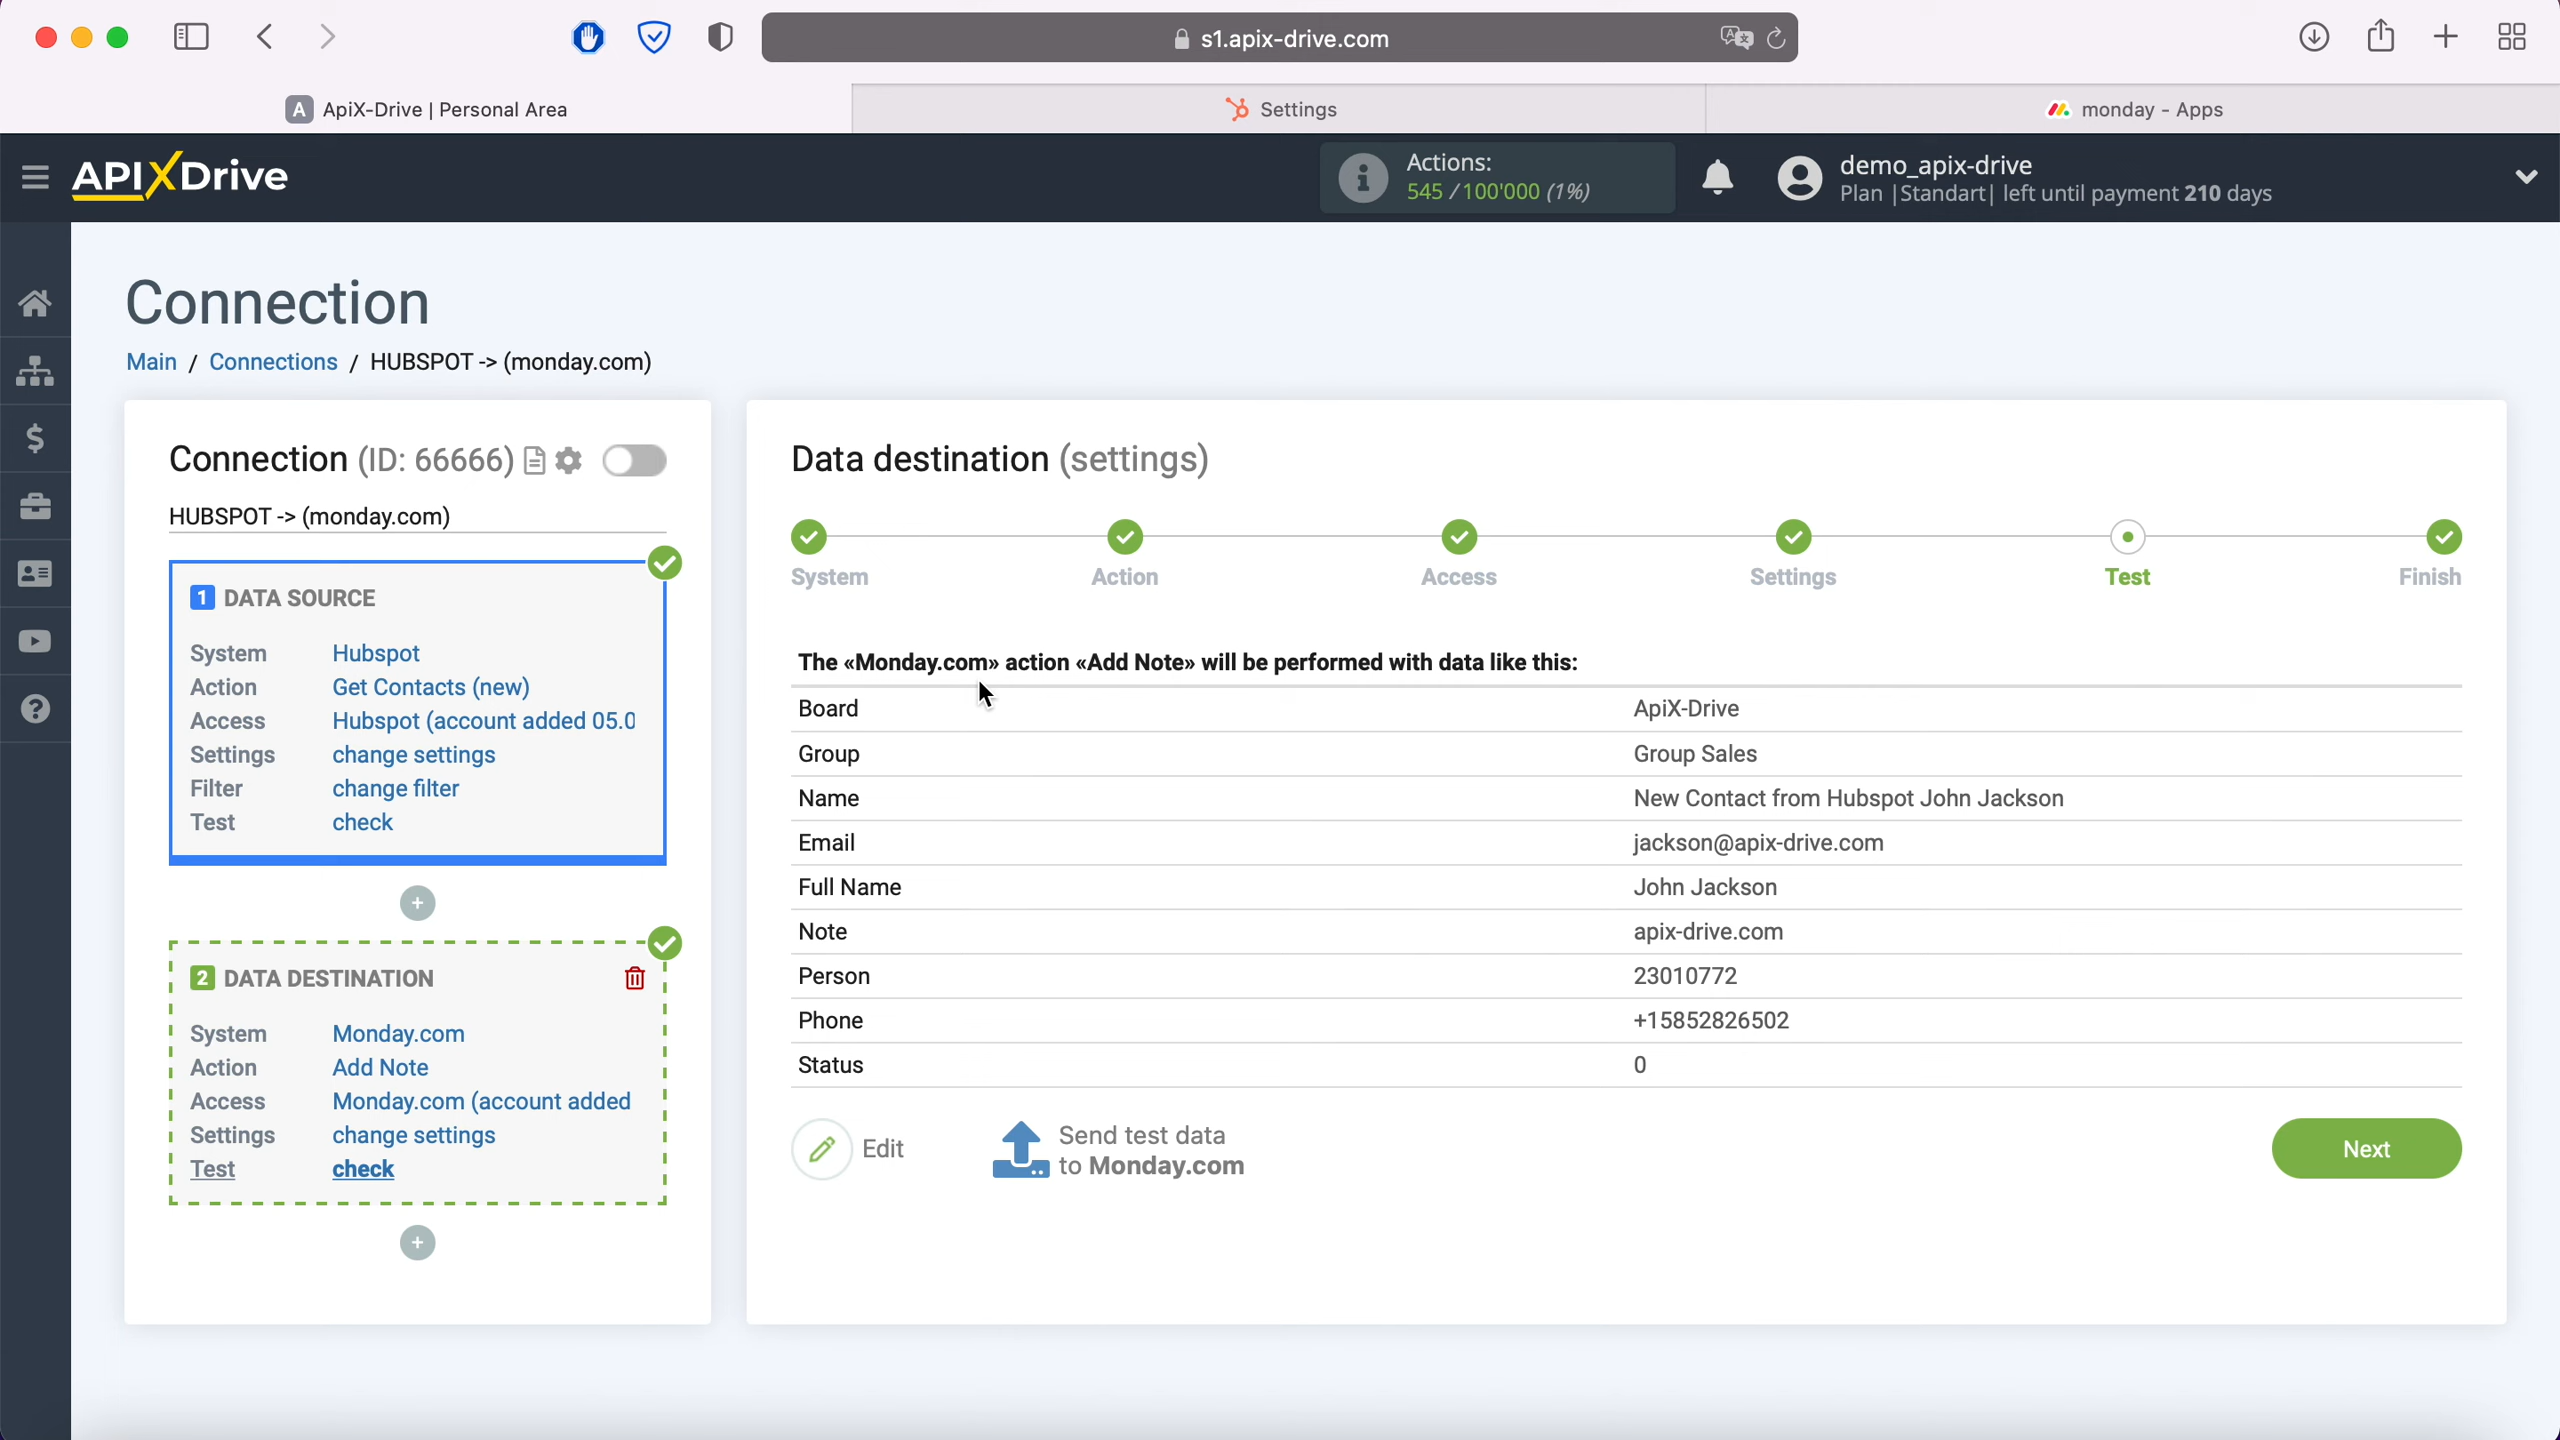 s1.apix-drive.com
A ApiX-Drive | Personal Area
Settings
monday - Apps
APIXDrive
Actions:
545 / 100'000 (1%)
demo_apix-drive
Plan |Standart| left until payment 210 days
Connection
Main / Connections / HUBSPOT -> (monday.com)
Connection (ID: 66666)
HUBSPOT -> (monday.com)
1 DATA SOURCE
System Hubspot
Action Get Contacts (new)
Access Hubspot (account added 05.0
Settings change settings
Filter change filter
Test check
+
2 DATA DESTINATION
System Monday.com
Action Add Note
Access Monday.com (account added
Settings change settings
Test check
+
Data destination (settings)
System Action Access Settings Test Finish
The «Monday.com» action «Add Note» will be performed with data like this:
Board ApiX-Drive
Group Group Sales
Name New Contact from Hubspot John Jackson
Email jackson@apix-drive.com
Full Name John Jackson
Note apix-drive.com
Person 23010772
Phone +15852826502
Status 0
Edit
Send test data
to Monday.com
Next